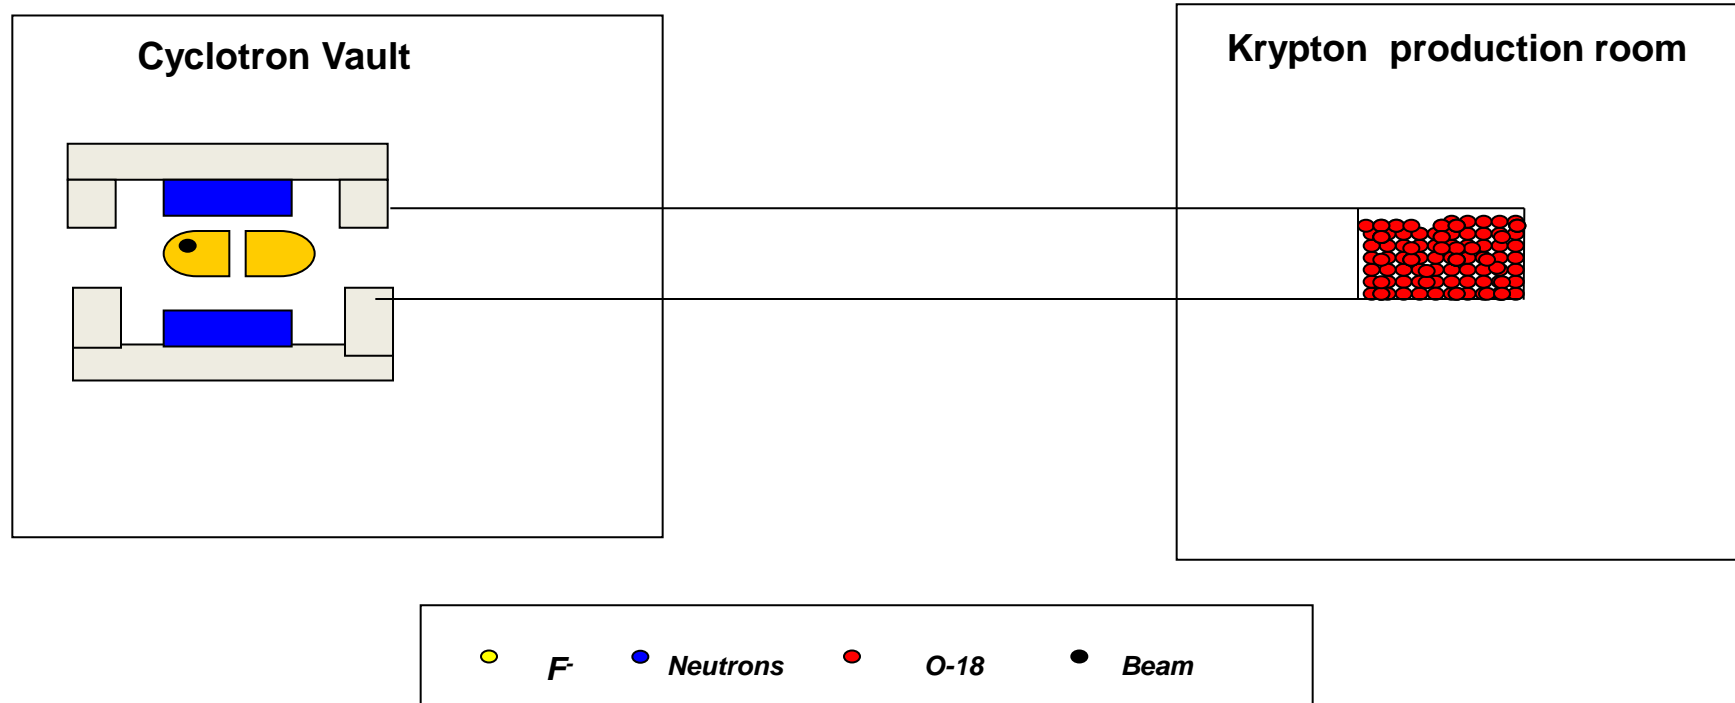 Cyclotron Vault
Krypton production room
F-
Neutrons
O-18
Beam